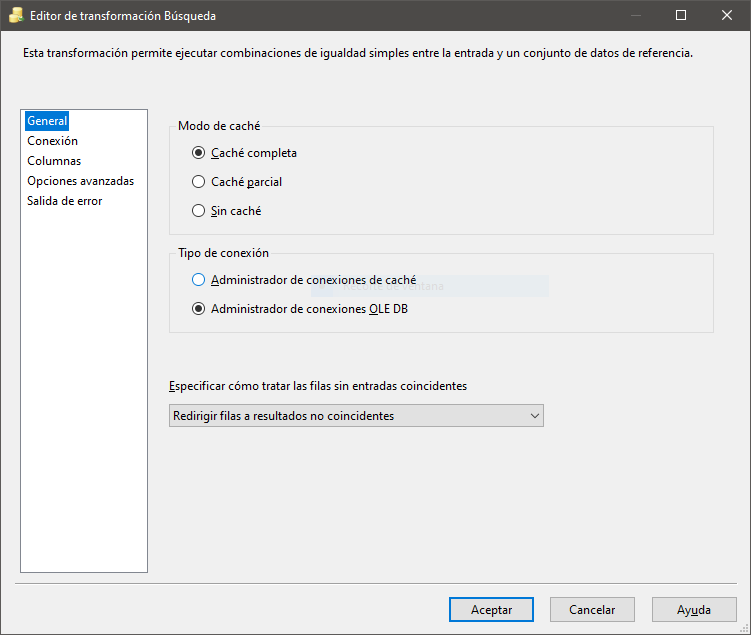 Editor de transformación Búsqueda
Esta transformación permite ejecutar combinaciones de igualdad simples entre la entrada y un conjunto de datos de referencia.
General
Conexión
Columnas
Opciones avanzadas
Salida de error
Modo de caché
Caché completa
Caché parcial
Sin caché
Tipo de conexión
Administrador de conexiones de caché
Administrador de conexiones OLE DB
Especificar cómo tratar las filas sin entradas coincidentes
Redirigir filas a resultados no coincidentes
Aceptar
Cancelar
Ayuda